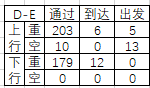 D-E 通过 到达 出发
上行 重 203 6 5
空 10 0 13
下行 重 179 12 0
空 0 0 0